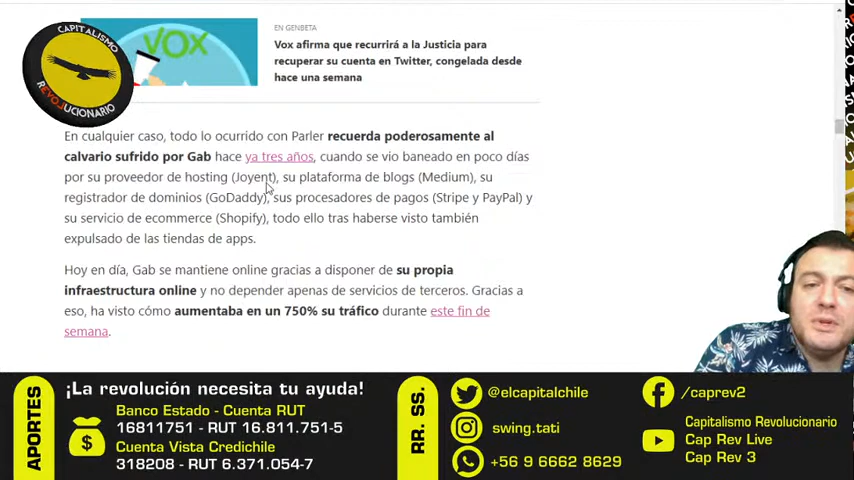 CAPITALISMO
REVOLUCIONARIO
VOX
EN GENBETA
Vox afirma que recurrirá a la Justicia para
recuperar su cuenta en Twitter, congelada desde
hace una semana
En cualquier caso, todo lo ocurrido con Parler recuerda poderosamente al
calvario sufrido por Gab hace ya tres años, cuando se vio baneado en poco días
por su proveedor de hosting (Joyent), su plataforma de blogs (Medium), su
registrador de dominios (GoDaddy), sus procesadores de pagos (Stripe y PayPal) y
su servicio de ecommerce (Shopify), todo ello tras haberse visto también
expulsado de las tiendas de apps.
Hoy en día, Gab se mantiene online gracias a disponer de su propia
infraestructura online y no depender apenas de servicios de terceros. Gracias a
eso, ha visto cómo aumentaba en un 750% su tráfico durante este fin de
semana.
APORTES
¡La revolución necesita tu ayuda!
Banco Estado - Cuenta RUT
16811751 - RUT 16.811.751-5
Cuenta Vista Credichile
318208 - RUT 6.371.054-7
RR. SS.
@elcapitalchile
swing.tati
+56 9 6662 8629
/caprev2
Capitalismo Revolucionario
Cap Rev Live
Cap Rev 3